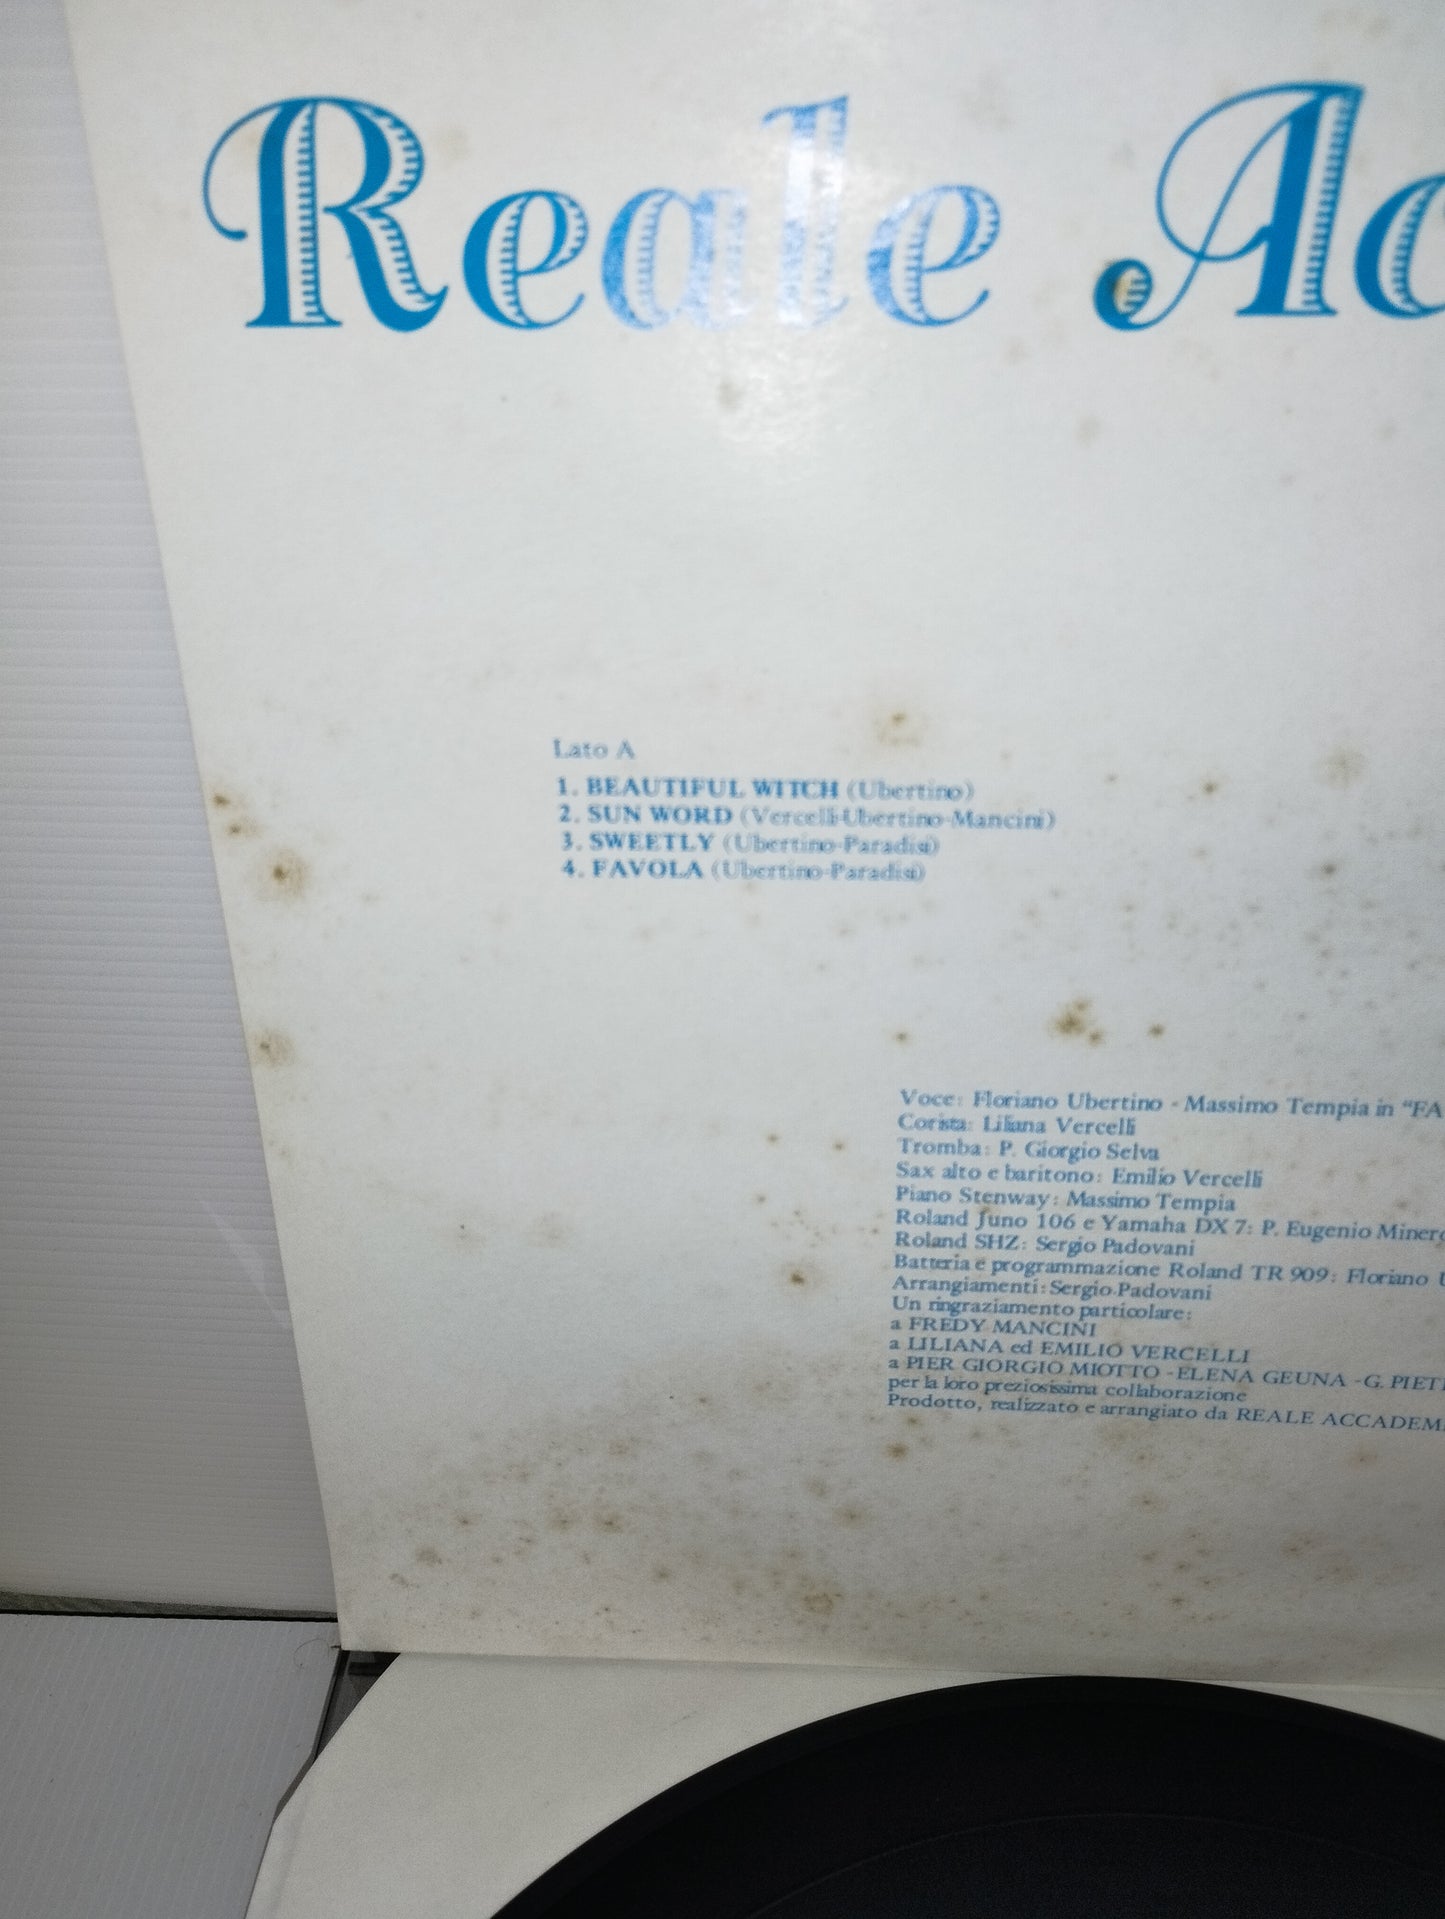 Reale Ac
Lato A
1. BEAUTIFUL WITCH (Ubertino)
2. SUN WORD (Vercelli-Ubertino-Mancini)
3. SWEETLY (Ubertino-Paradisi)
4. FAVOLA (Ubertino-Paradisi)
Voce: Floriano Ubertino - Massimo Tempia in “FA
Corista: Liliana Vercelli
Tromba: P. Giorgio Selva
Sax alto e baritono: Emilio Vercelli
Piano Stenway: Massimo Tempia
Roland Juno 106 e Yamaha DX 7: P. Eugenio Minero
Roland SHZ: Sergio Padovani
Batteria e programmazione Roland TR 909: Floriano U
Arrangiamenti: Sergio Padovani
Un ringraziamento particolare:
a FREDY MANCINI
a LILIANA ed EMILIO VERCELLI
a PIER GIORGIO MIOTTO - ELENA GEUNA - G. PIET
per la loro preziosissima collaborazione
Prodotto, realizzato e arrangiato da REALE ACCADEM